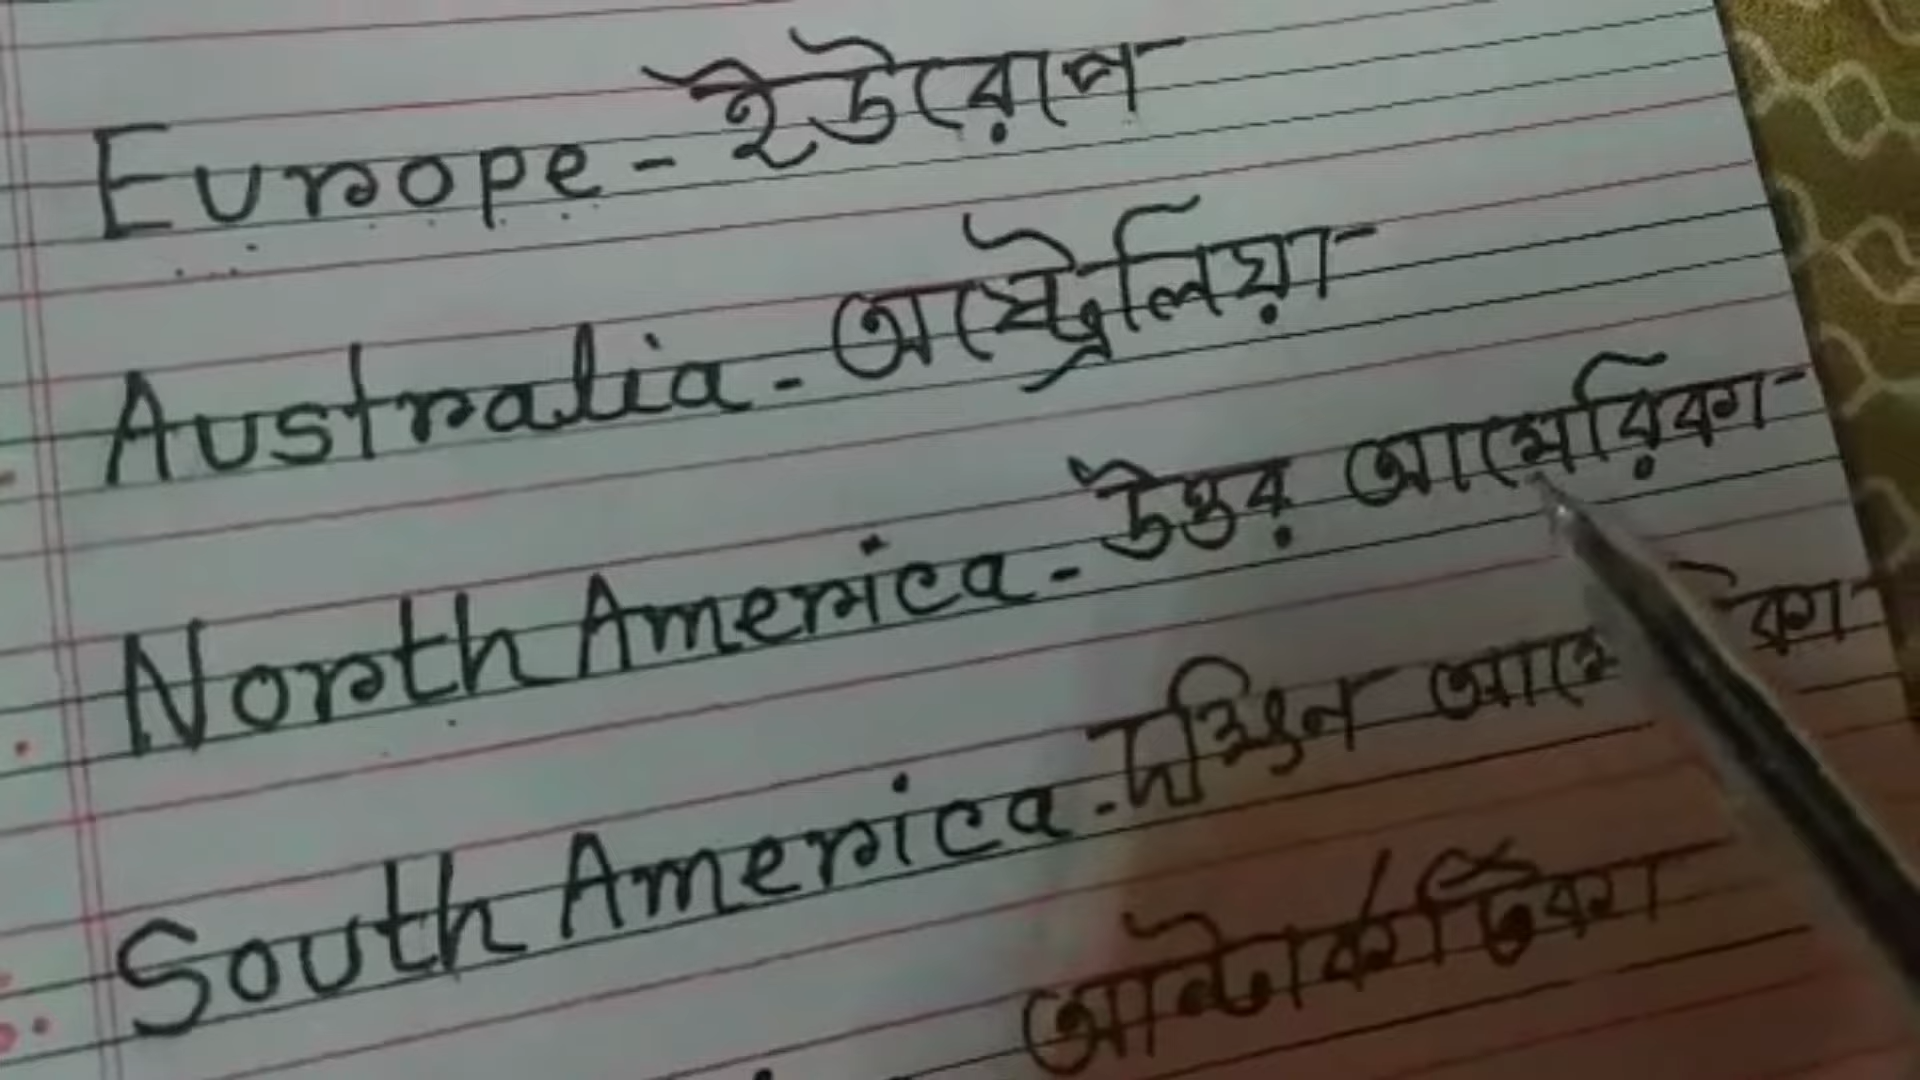 Europe - ইউরোপ
Australia - অস্ট্রেলিয়া
North America - উত্তর আমেরিকা
South America - দক্ষিন
আন্টার্কটিকা